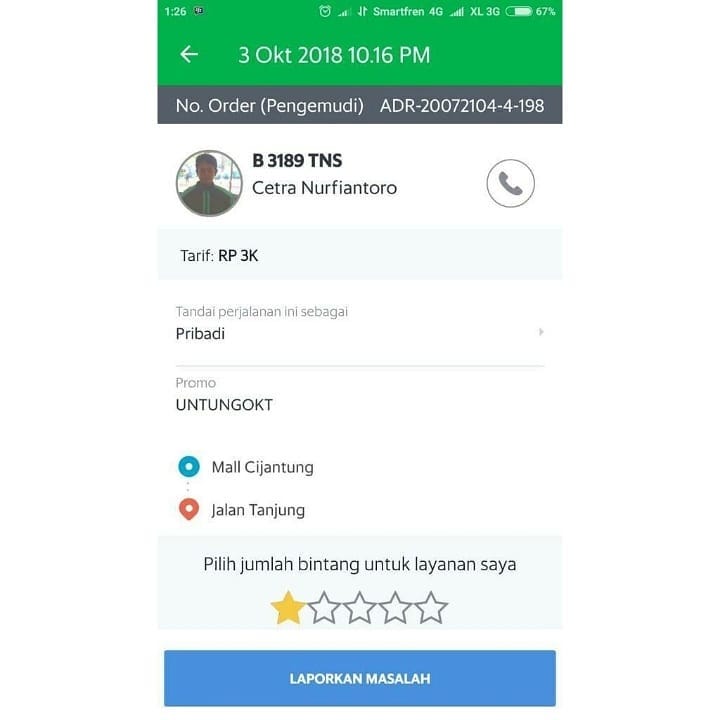 1:26 Smartfren 4G XL 3G 67%
3 Okt 2018 10.16 PM
No. Order (Pengemudi) ADR-20072104-4-198
B 3189 TNS
Cetra Nurfiantoro
Tarif: RP 3K
Tandai perjalanan ini sebagai
Pribadi
Promo
UNTUNGOKT
Mall Cijantung
Jalan Tanjung
Pilih jumlah bintang untuk layanan saya
LAPORKAN MASALAH